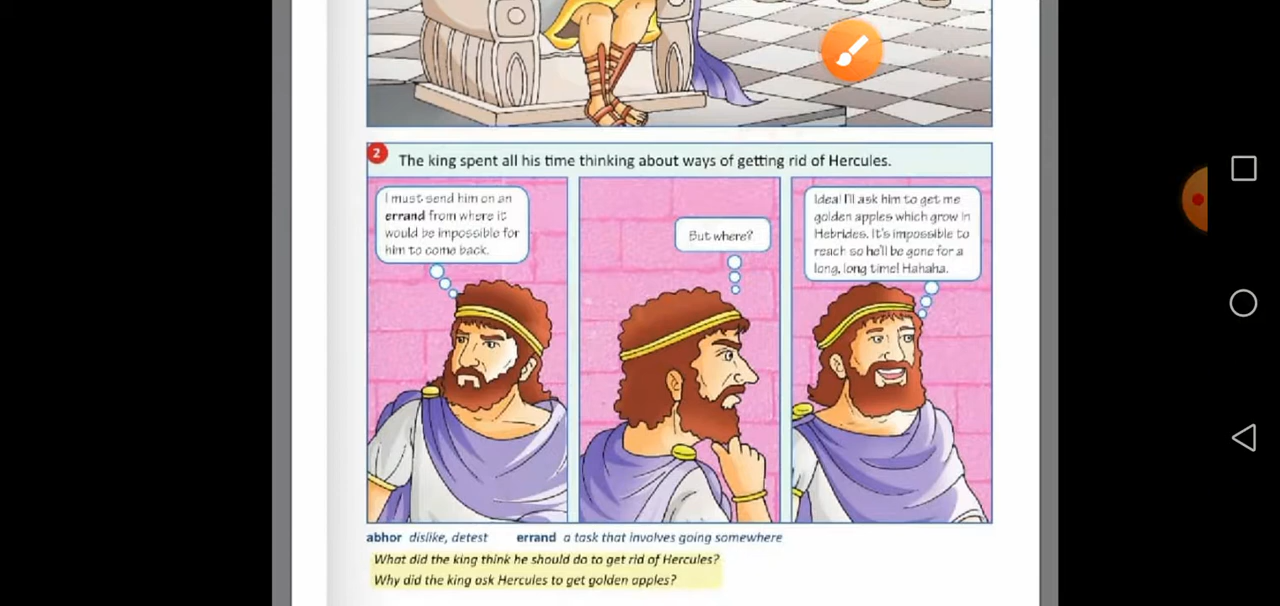 2
The king spent all his time thinking about ways of getting rid of Hercules.
I must send him on an
errand from where it
would be impossible for
him to come back.
But where?
Idea! I'll ask him to get me
golden apples which grow in
Hebrides. It's impossible to
reach so he'll be gone for a
long, long time! Hahaha.
abhor dislike, detest errand a task that involves going somewhere
What did the king think he should do to get rid of Hercules?
Why did the king ask Hercules to get golden apples?